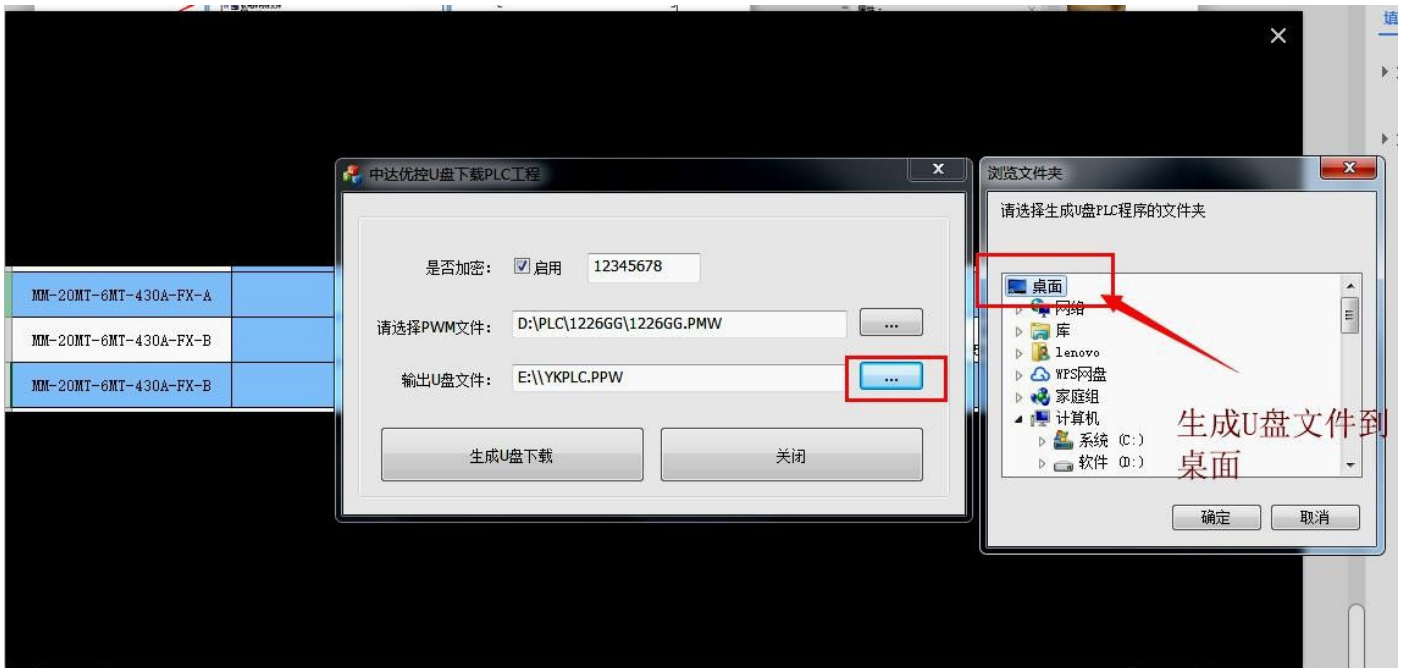 填
中达优控U盘下载PLC工程
是否加密：
启用
12345678
请选择PWM文件：
D:\PLC\1226GG\1226GG.PMW
...
输出U盘文件：
E:\\YKPLC.PPW
...
生成U盘下载
关闭
MM-20MT-6MT-430A-FX-A
MM-20MT-6MT-430A-FX-B
MM-20MT-6MT-430A-FX-B
浏览文件夹
请选择生成U盘PLC程序的文件夹
桌面
网络
库
lenovo
WPS网盘
家庭组
计算机
系统 (C:)
软件 (D:)
生成U盘文件到
桌面
确定
取消